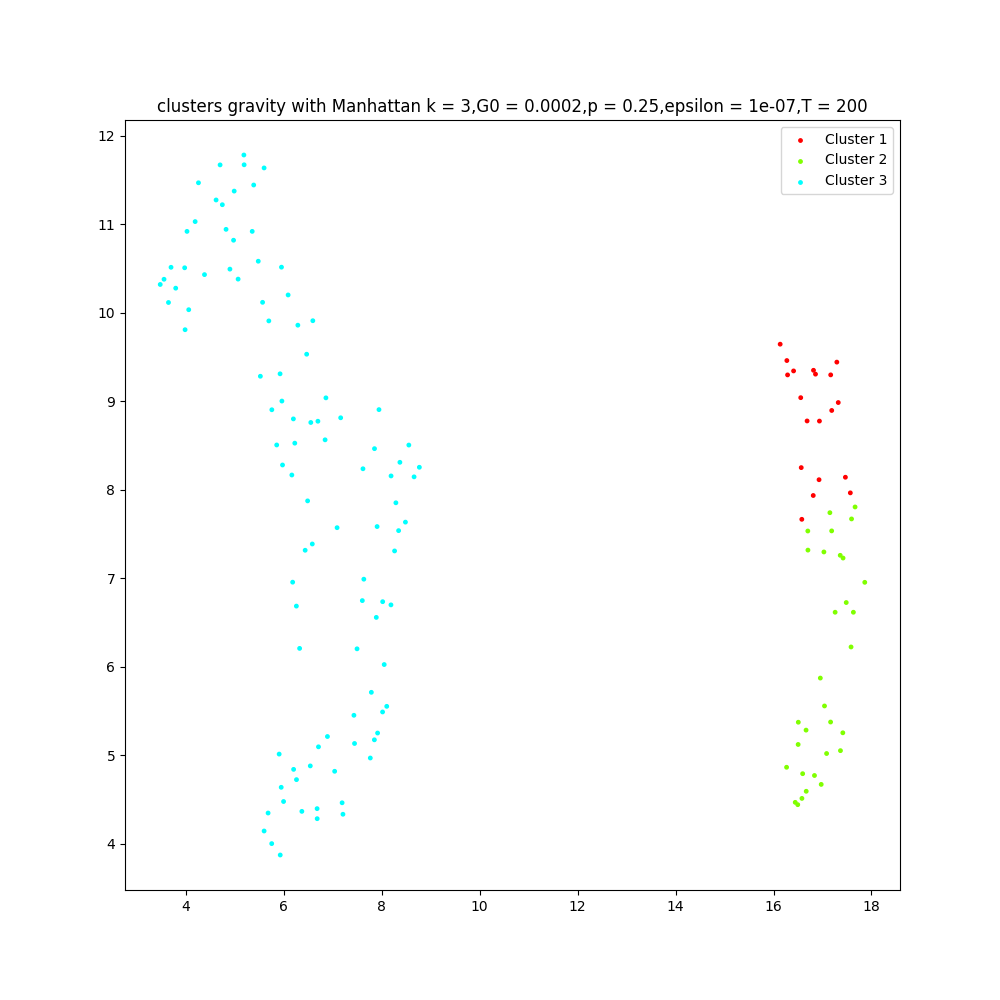 clusters gravity with Manhattan k = 3,G0 = 0.0002,p = 0.25,epsilon = 1e-07,T = 200
Cluster 1
Cluster 2
Cluster 3
12
11
10
9
8
7
6
5
4
4 6 8 10 12 14 16 18